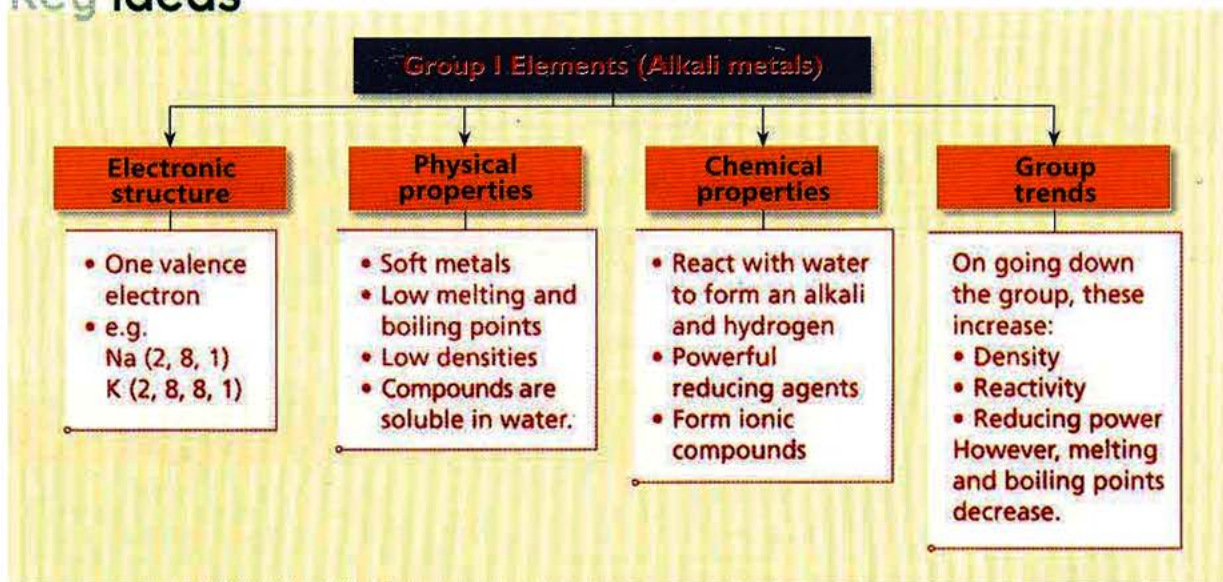 Key Ideas
Group I Elements (Alkali metals)
Electronic
structure
• One valence
electron
• e.g.
Na (2, 8, 1)
K (2, 8, 8, 1)
Physical
properties
• Soft metals
• Low melting and
boiling points
• Low densities
• Compounds are
soluble in water.
Chemical
properties
• React with water
to form an alkali
and hydrogen
• Powerful
reducing agents
• Form ionic
compounds
Group
trends
On going down
the group, these
increase:
• Density
• Reactivity
• Reducing power
However, melting
and boiling points
decrease.